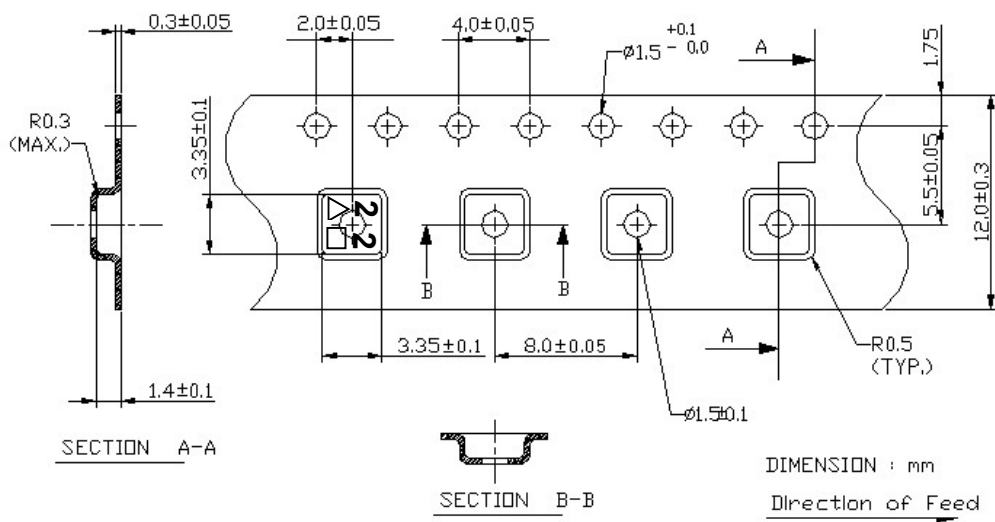 0.3±0.05
2.0±0.05
4.0±0.05
Ø1.5 +0.1 - 0.0
A
1.75
R0.3
(MAX.)
3.35±0.1
5.5±0.05
12.0±0.3
2 2
B
B
3.35±0.1
8.0±0.05
A
R0.5
(TYP.)
1.4±0.1
Ø1.5±0.1
SECTION A-A
SECTION B-B
DIMENSION : mm
Direction of Feed